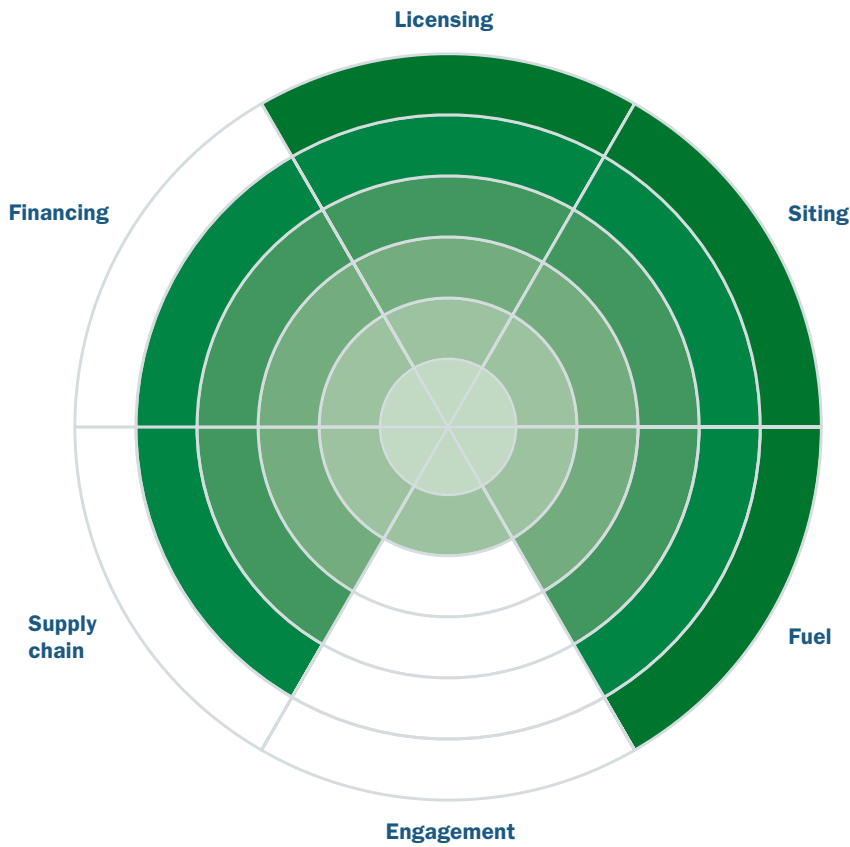 Licensing
Financing
Siting
Supply
chain
Fuel
Engagement